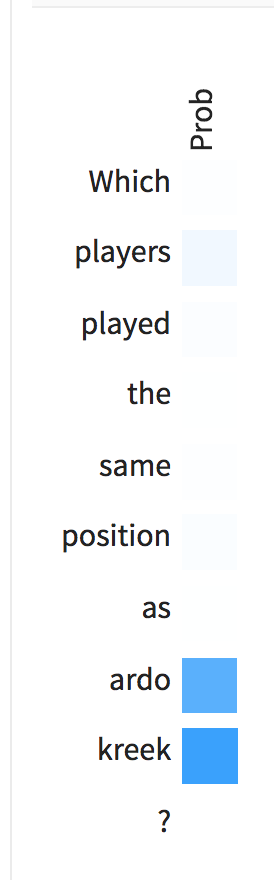 Prob
Which
players
played
the
same
position
as
ardo
kreek
?